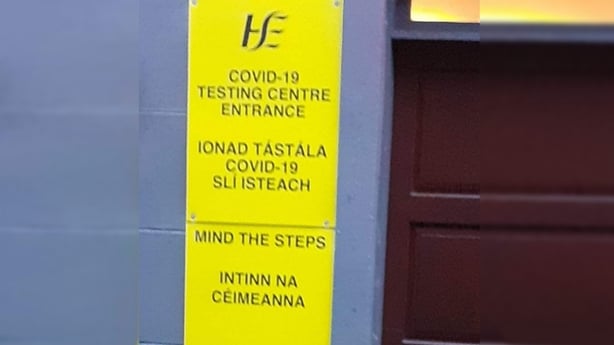 HSE
COVID-19
TESTING CENTRE
ENTRANCE
IONAD TÁSTÁLA
COVID-19
SLÍ ISTEACH
MIND THE STEPS
INTINN NA
CÉIMEANNA